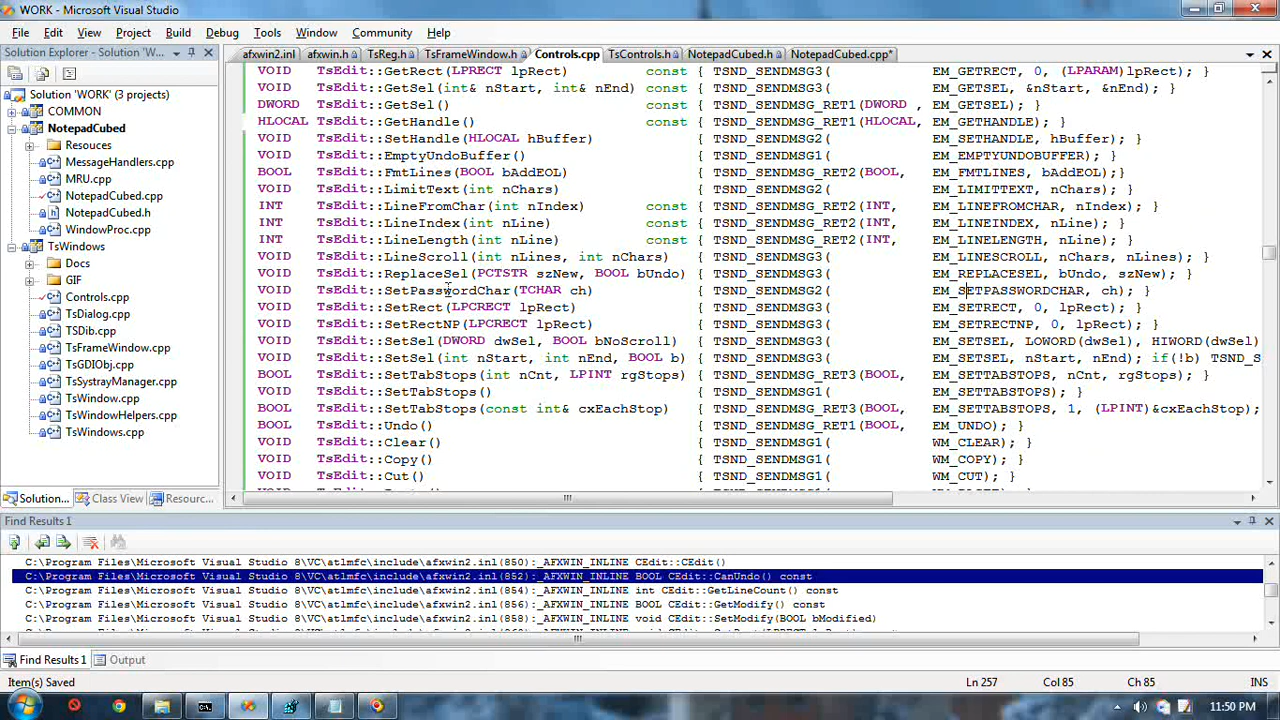 WORK - Microsoft Visual Studio
File Edit View Project Build Debug Tools Window Community Help
Solution Explorer - Solution 'W...
afxwin2.inl afxwin.h TsReg.h TsFrameWindow.h Controls.cpp TsControls.h NotepadCubed.h NotepadCubed.cpp*
Solution 'WORK' (3 projects)
COMMON
NotepadCubed
Resouces
MessageHandlers.cpp
MRU.cpp
NotepadCubed.cpp
NotepadCubed.h
WindowProc.cpp
TsWindows
Docs
GIF
Controls.cpp
TsDialog.cpp
TSDib.cpp
TsFrameWindow.cpp
TsGDIObj.cpp
TsSystrayManager.cpp
TsWindow.cpp
TsWindowHelpers.cpp
TsWindows.cpp
Solution... Class View Resourc...
VOID TsEdit::GetRect(LPRECT lpRect) const { TSND_SENDMSG3( EM_GETRECT, 0, (LPARAM)lpRect); }
VOID TsEdit::GetSel(int& nStart, int& nEnd) const { TSND_SENDMSG3( EM_GETSEL, &nStart, &nEnd); }
DWORD TsEdit::GetSel() const { TSND_SENDMSG_RET1(DWORD , EM_GETSEL); }
HLOCAL TsEdit::GetHandle() const { TSND_SENDMSG_RET1(HLOCAL, EM_GETHANDLE); }
VOID TsEdit::SetHandle(HLOCAL hBuffer) { TSND_SENDMSG2( EM_SETHANDLE, hBuffer); }
VOID TsEdit::EmptyUndoBuffer() { TSND_SENDMSG1( EM_EMPTYUNDOBUFFER); }
BOOL TsEdit::FmtLines(BOOL bAddEOL) { TSND_SENDMSG_RET2(BOOL, EM_FMTLINES, bAddEOL);}
VOID TsEdit::LimitText(int nChars) { TSND_SENDMSG2( EM_LIMITTEXT, nChars); }
INT TsEdit::LineFromChar(int nIndex) const { TSND_SENDMSG_RET2(INT, EM_LINEFROMCHAR, nIndex); }
INT TsEdit::LineIndex(int nLine) const { TSND_SENDMSG_RET2(INT, EM_LINEINDEX, nLine); }
INT TsEdit::LineLength(int nLine) const { TSND_SENDMSG_RET2(INT, EM_LINELENGTH, nLine); }
VOID TsEdit::LineScroll(int nLines, int nChars) { TSND_SENDMSG3( EM_LINESCROLL, nChars, nLines); }
VOID TsEdit::ReplaceSel(PCTSTR szNew, BOOL bUndo) { TSND_SENDMSG3( EM_REPLACESEL, bUndo, szNew); }
VOID TsEdit::SetPasswordChar(TCHAR ch) { TSND_SENDMSG2( EM_SETPASSWORDCHAR, ch); }
VOID TsEdit::SetRect(LPCRECT lpRect) { TSND_SENDMSG3( EM_SETRECT, 0, lpRect); }
VOID TsEdit::SetRectNP(LPCRECT lpRect) { TSND_SENDMSG3( EM_SETRECTNP, 0, lpRect); }
VOID TsEdit::SetSel(DWORD dwSel, BOOL bNoScroll) { TSND_SENDMSG3( EM_SETSEL, LOWORD(dwSel), HIWORD(dwSel)
VOID TsEdit::SetSel(int nStart, int nEnd, BOOL b) { TSND_SENDMSG3( EM_SETSEL, nStart, nEnd); if(!b) TSND_S
BOOL TsEdit::SetTabStops(int nCnt, LPINT rgStops) { TSND_SENDMSG_RET3(BOOL, EM_SETTABSTOPS, nCnt, rgStops); }
VOID TsEdit::SetTabStops() { TSND_SENDMSG1( EM_SETTABSTOPS); }
BOOL TsEdit::SetTabStops(const int& cxEachStop) { TSND_SENDMSG_RET3(BOOL, EM_SETTABSTOPS, 1, (LPINT)&cxEachStop);
BOOL TsEdit::Undo() { TSND_SENDMSG_RET1(BOOL, EM_UNDO); }
VOID TsEdit::Clear() { TSND_SENDMSG1( WM_CLEAR); }
VOID TsEdit::Copy() { TSND_SENDMSG1( WM_COPY); }
VOID TsEdit::Cut() { TSND_SENDMSG1( WM_CUT); }
Find Results 1
C:\Program Files\Microsoft Visual Studio 8\VC\atlmfc\include\afxwin2.inl(850):_AFXWIN_INLINE CEdit::CEdit()
C:\Program Files\Microsoft Visual Studio 8\VC\atlmfc\include\afxwin2.inl(852):_AFXWIN_INLINE BOOL CEdit::CanUndo() const
C:\Program Files\Microsoft Visual Studio 8\VC\atlmfc\include\afxwin2.inl(854):_AFXWIN_INLINE int CEdit::GetLineCount() const
C:\Program Files\Microsoft Visual Studio 8\VC\atlmfc\include\afxwin2.inl(856):_AFXWIN_INLINE BOOL CEdit::GetModify() const
C:\Program Files\Microsoft Visual Studio 8\VC\atlmfc\include\afxwin2.inl(858):_AFXWIN_INLINE void CEdit::SetModify(BOOL bModified)
Find Results 1 Output
Item(s) Saved Ln 257 Col 85 Ch 85 INS
11:50 PM